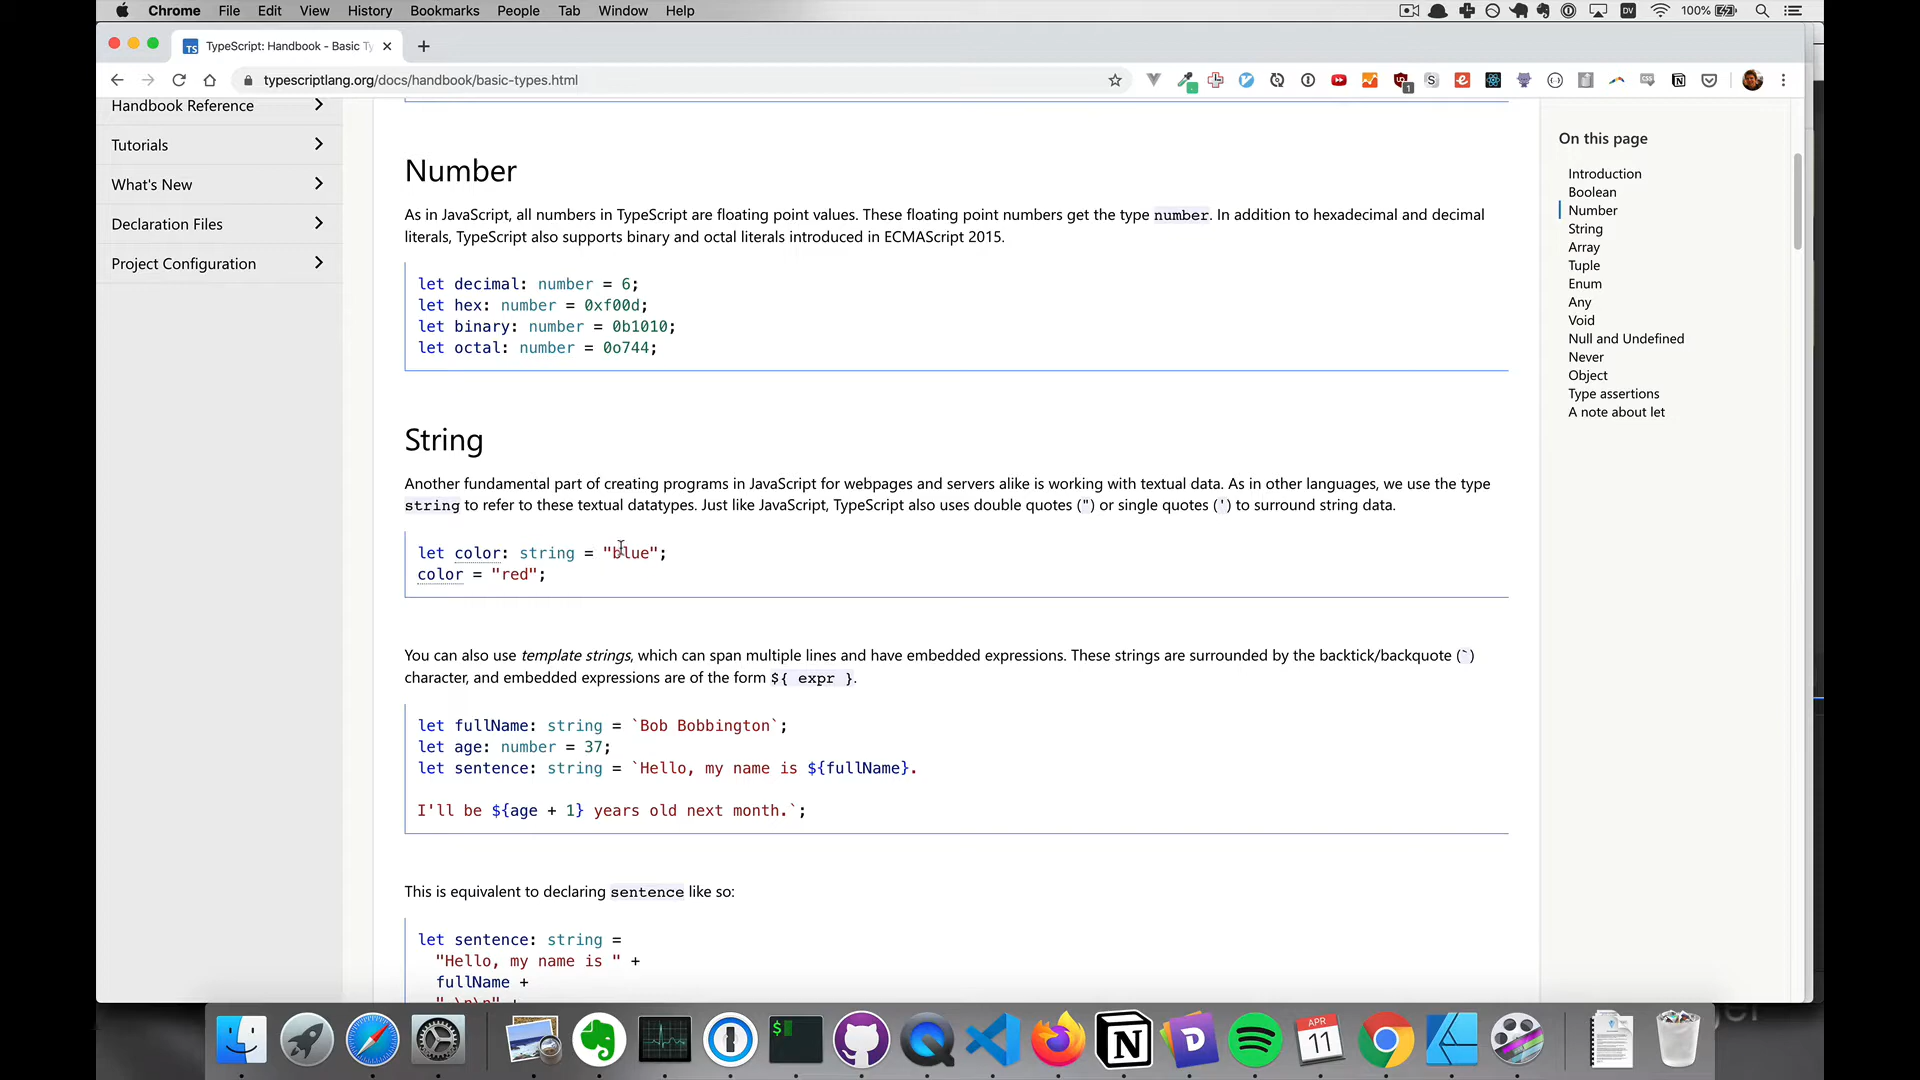 Chrome File Edit View History Bookmarks People Tab Window Help
DV 100%
TS TypeScript: Handbook - Basic Ty
typescriptlang.org/docs/handbook/basic-types.html
Handbook Reference
Tutorials
What's New
Declaration Files
Project Configuration
Number
As in JavaScript, all numbers in TypeScript are floating point values. These floating point numbers get the type number. In addition to hexadecimal and decimal
literals, TypeScript also supports binary and octal literals introduced in ECMAScript 2015.
let decimal: number = 6;
let hex: number = 0xf00d;
let binary: number = 0b1010;
let octal: number = 0o744;
String
Another fundamental part of creating programs in JavaScript for webpages and servers alike is working with textual data. As in other languages, we use the type
string to refer to these textual datatypes. Just like JavaScript, TypeScript also uses double quotes (") or single quotes (') to surround string data.
let color: string = "blue";
color = "red";
You can also use template strings, which can span multiple lines and have embedded expressions. These strings are surrounded by the backtick/backquote (`)
character, and embedded expressions are of the form ${ expr }.
let fullName: string = `Bob Bobbington`;
let age: number = 37;
let sentence: string = `Hello, my name is ${fullName}.
I'll be ${age + 1} years old next month.`;
This is equivalent to declaring sentence like so:
let sentence: string =
"Hello, my name is " +
fullName +
".\n\n" +
On this page
Introduction
Boolean
Number
String
Array
Tuple
Enum
Any
Void
Null and Undefined
Never
Object
Type assertions
A note about let
APR
11